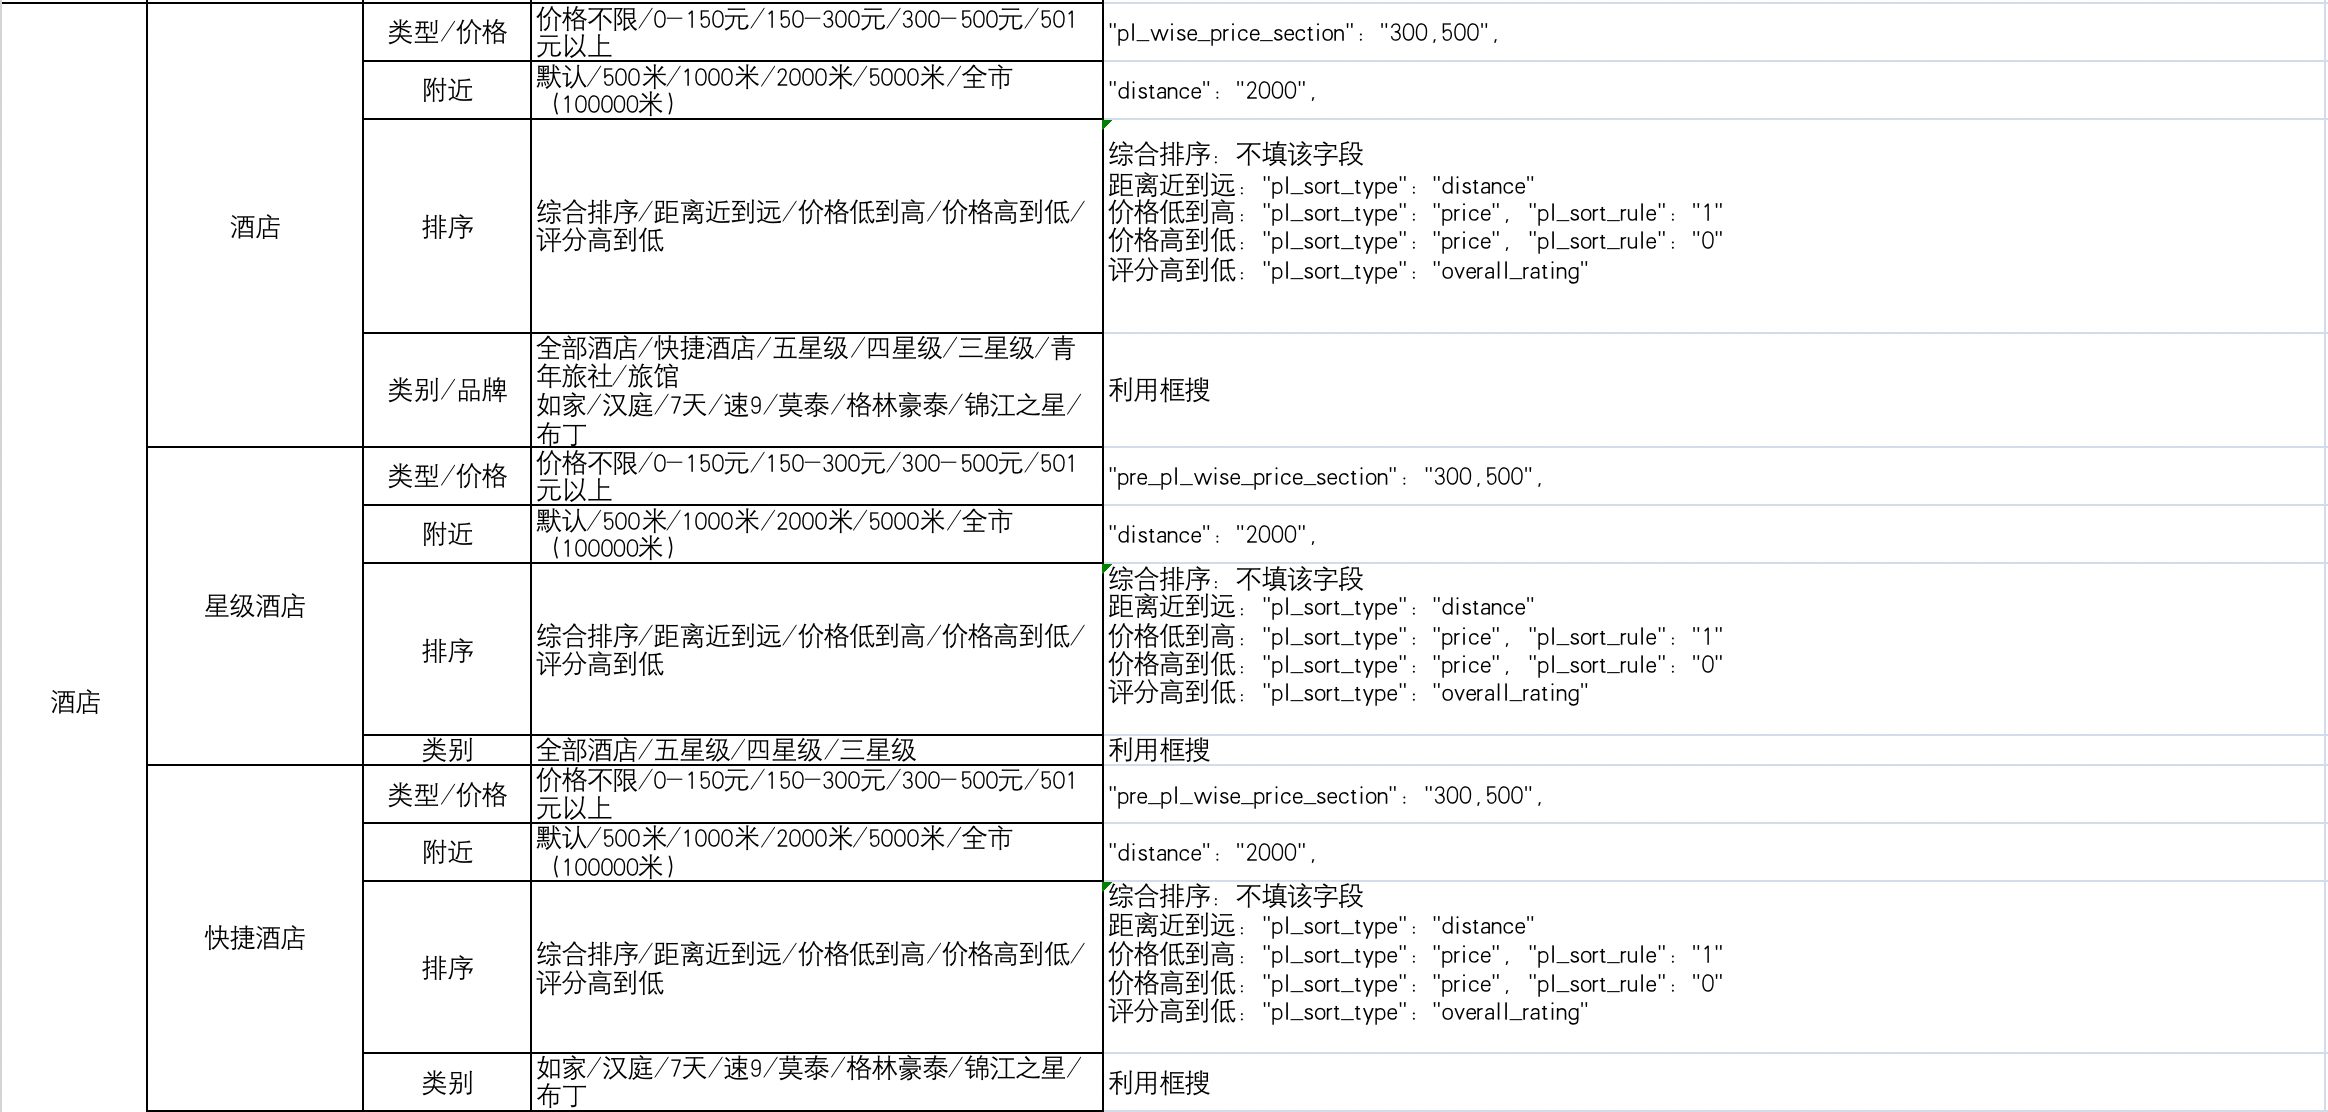 酒店
酒店
类型/价格
价格不限/0-150元/150-300元/300-500元/501
元以上
"pl_wise_price_section": "300,500",
附近
默认/500米/1000米/2000米/5000米/全市
（100000米）
"distance": "2000",
排序
综合排序/距离近到远/价格低到高/价格高到低/
评分高到低
综合排序：不填该字段
距离近到远："pl_sort_type": "distance"
价格低到高："pl_sort_type": "price", "pl_sort_rule": "1"
价格高到低："pl_sort_type": "price", "pl_sort_rule": "0"
评分高到低："pl_sort_type": "overall_rating"
类别/品牌
全部酒店/快捷酒店/五星级/四星级/三星级/青
年旅社/旅馆
如家/汉庭/7天/速9/莫泰/格林豪泰/锦江之星/
布丁
利用框搜
星级酒店
类型/价格
价格不限/0-150元/150-300元/300-500元/501
元以上
"pre_pl_wise_price_section": "300,500",
附近
默认/500米/1000米/2000米/5000米/全市
（100000米）
"distance": "2000",
排序
综合排序/距离近到远/价格低到高/价格高到低/
评分高到低
综合排序：不填该字段
距离近到远："pl_sort_type": "distance"
价格低到高："pl_sort_type": "price", "pl_sort_rule": "1"
价格高到低："pl_sort_type": "price", "pl_sort_rule": "0"
评分高到低："pl_sort_type": "overall_rating"
类别
全部酒店/五星级/四星级/三星级
利用框搜
快捷酒店
类型/价格
价格不限/0-150元/150-300元/300-500元/501
元以上
"pre_pl_wise_price_section": "300,500",
附近
默认/500米/1000米/2000米/5000米/全市
（100000米）
"distance": "2000",
排序
综合排序/距离近到远/价格低到高/价格高到低/
评分高到低
综合排序：不填该字段
距离近到远："pl_sort_type": "distance"
价格低到高："pl_sort_type": "price", "pl_sort_rule": "1"
价格高到低："pl_sort_type": "price", "pl_sort_rule": "0"
评分高到低："pl_sort_type": "overall_rating"
类别
如家/汉庭/7天/速9/莫泰/格林豪泰/锦江之星/
布丁
利用框搜